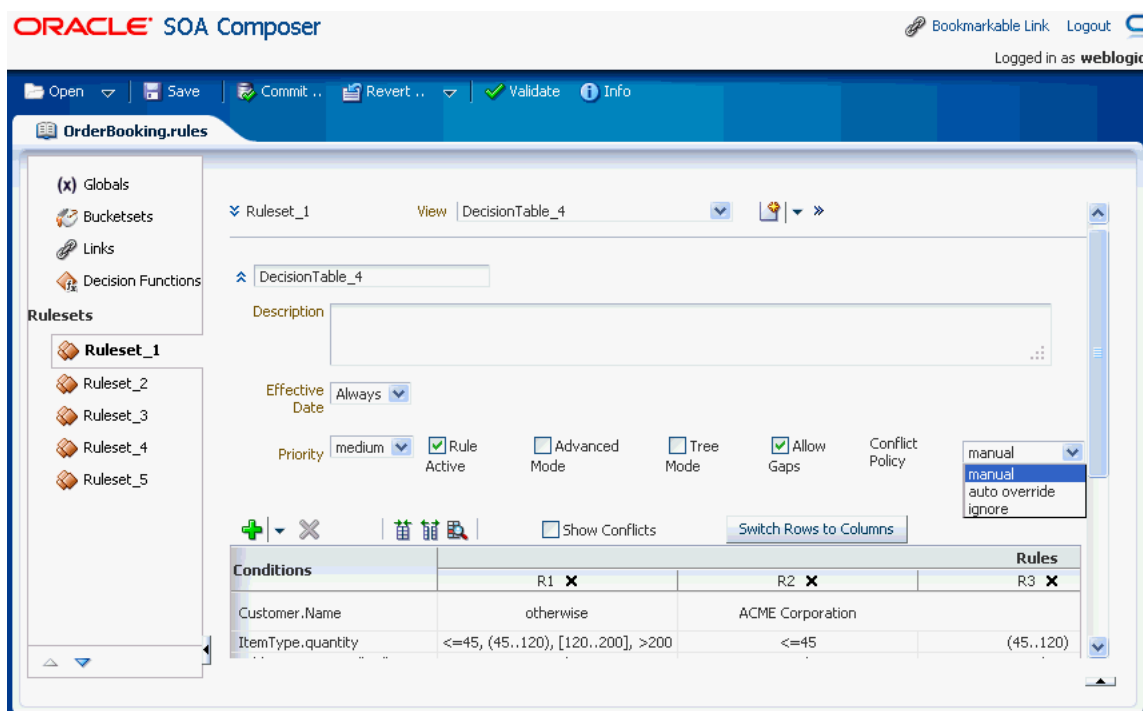 ORACLE SOA Composer
Bookmarkable Link Logout
Logged in as weblogic
Open Save Commit .. Revert .. Validate Info
OrderBooking.rules
(x) Globals
Bucketsets
Links
Decision Functions
Rulesets
Ruleset_1
Ruleset_2
Ruleset_3
Ruleset_4
Ruleset_5
Ruleset_1 View DecisionTable_4
DecisionTable_4
Description
Effective Date Always
Priority medium Rule Active Advanced Mode Tree Mode Allow Gaps Conflict Policy manual
manual
auto override
ignore
Show Conflicts Switch Rows to Columns
Conditions Rules
R1 R2 R3
Customer.Name otherwise ACME Corporation
ItemType.quantity <=45, (45..120), [120..200], >200 <=45 (45..120)